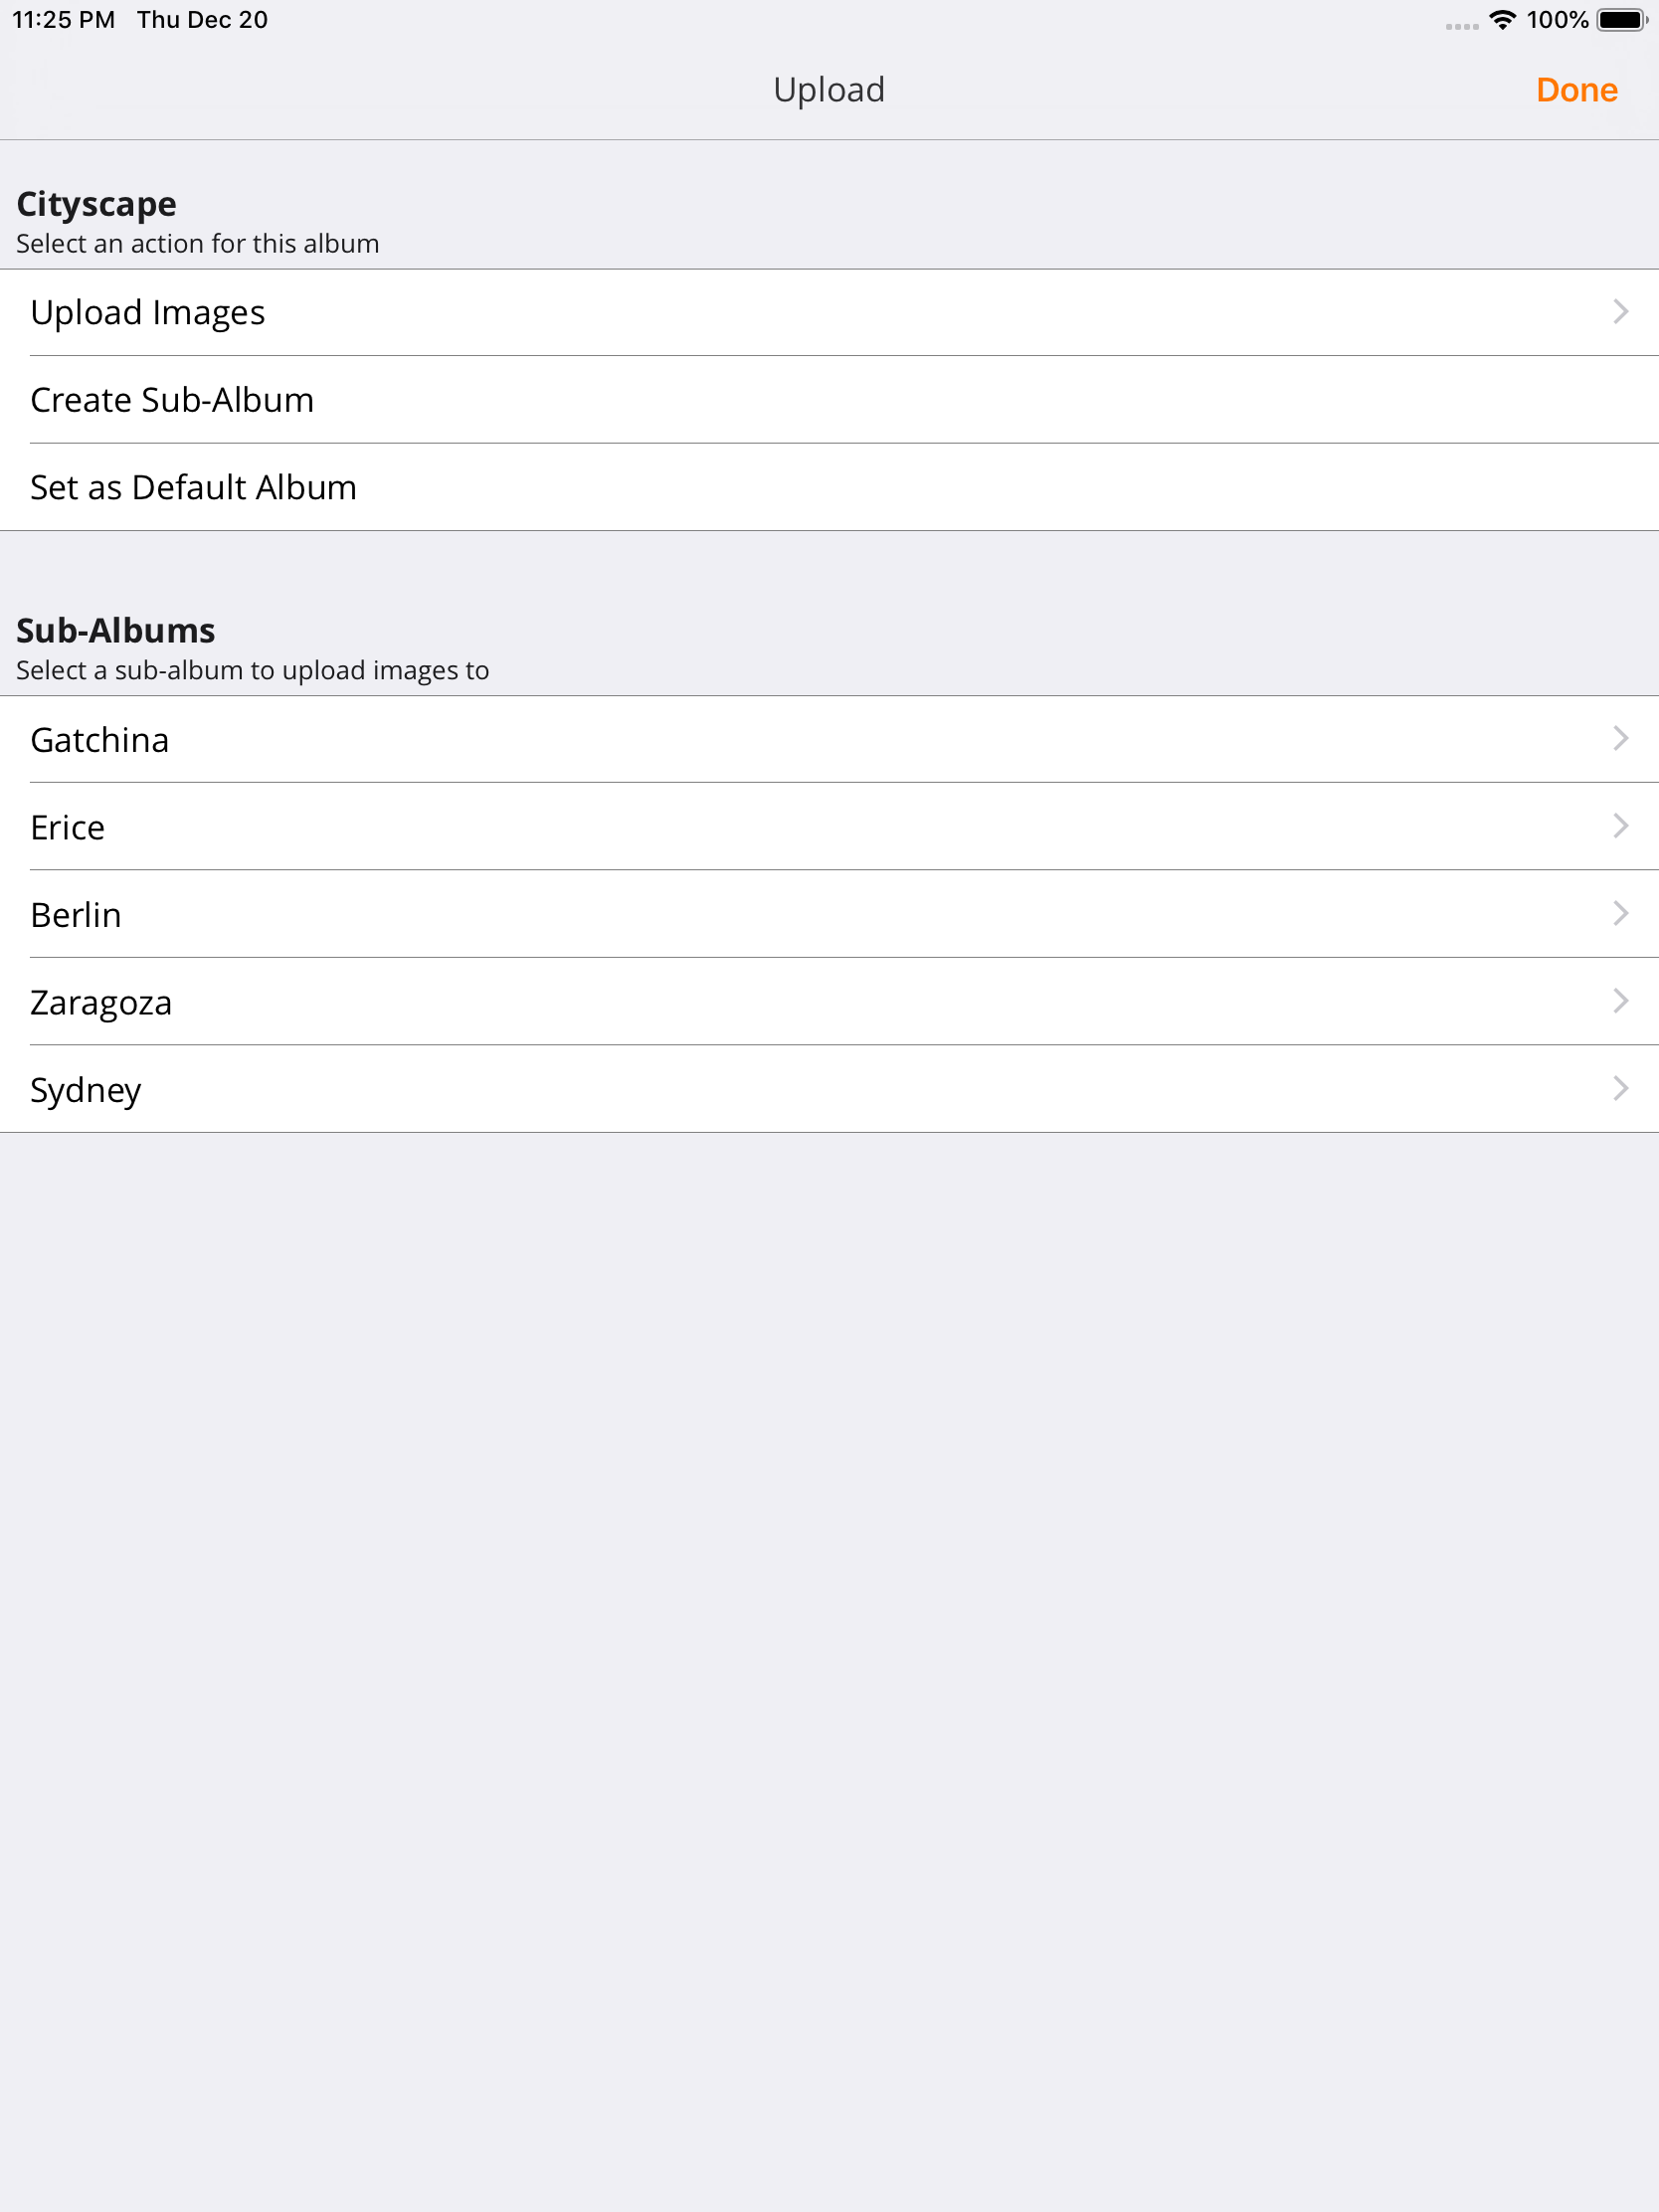 11:25 PM Thu Dec 20 100%
Upload Done
Cityscape
Select an action for this album
Upload Images
Create Sub-Album
Set as Default Album
Sub-Albums
Select a sub-album to upload images to
Gatchina
Erice
Berlin
Zaragoza
Sydney